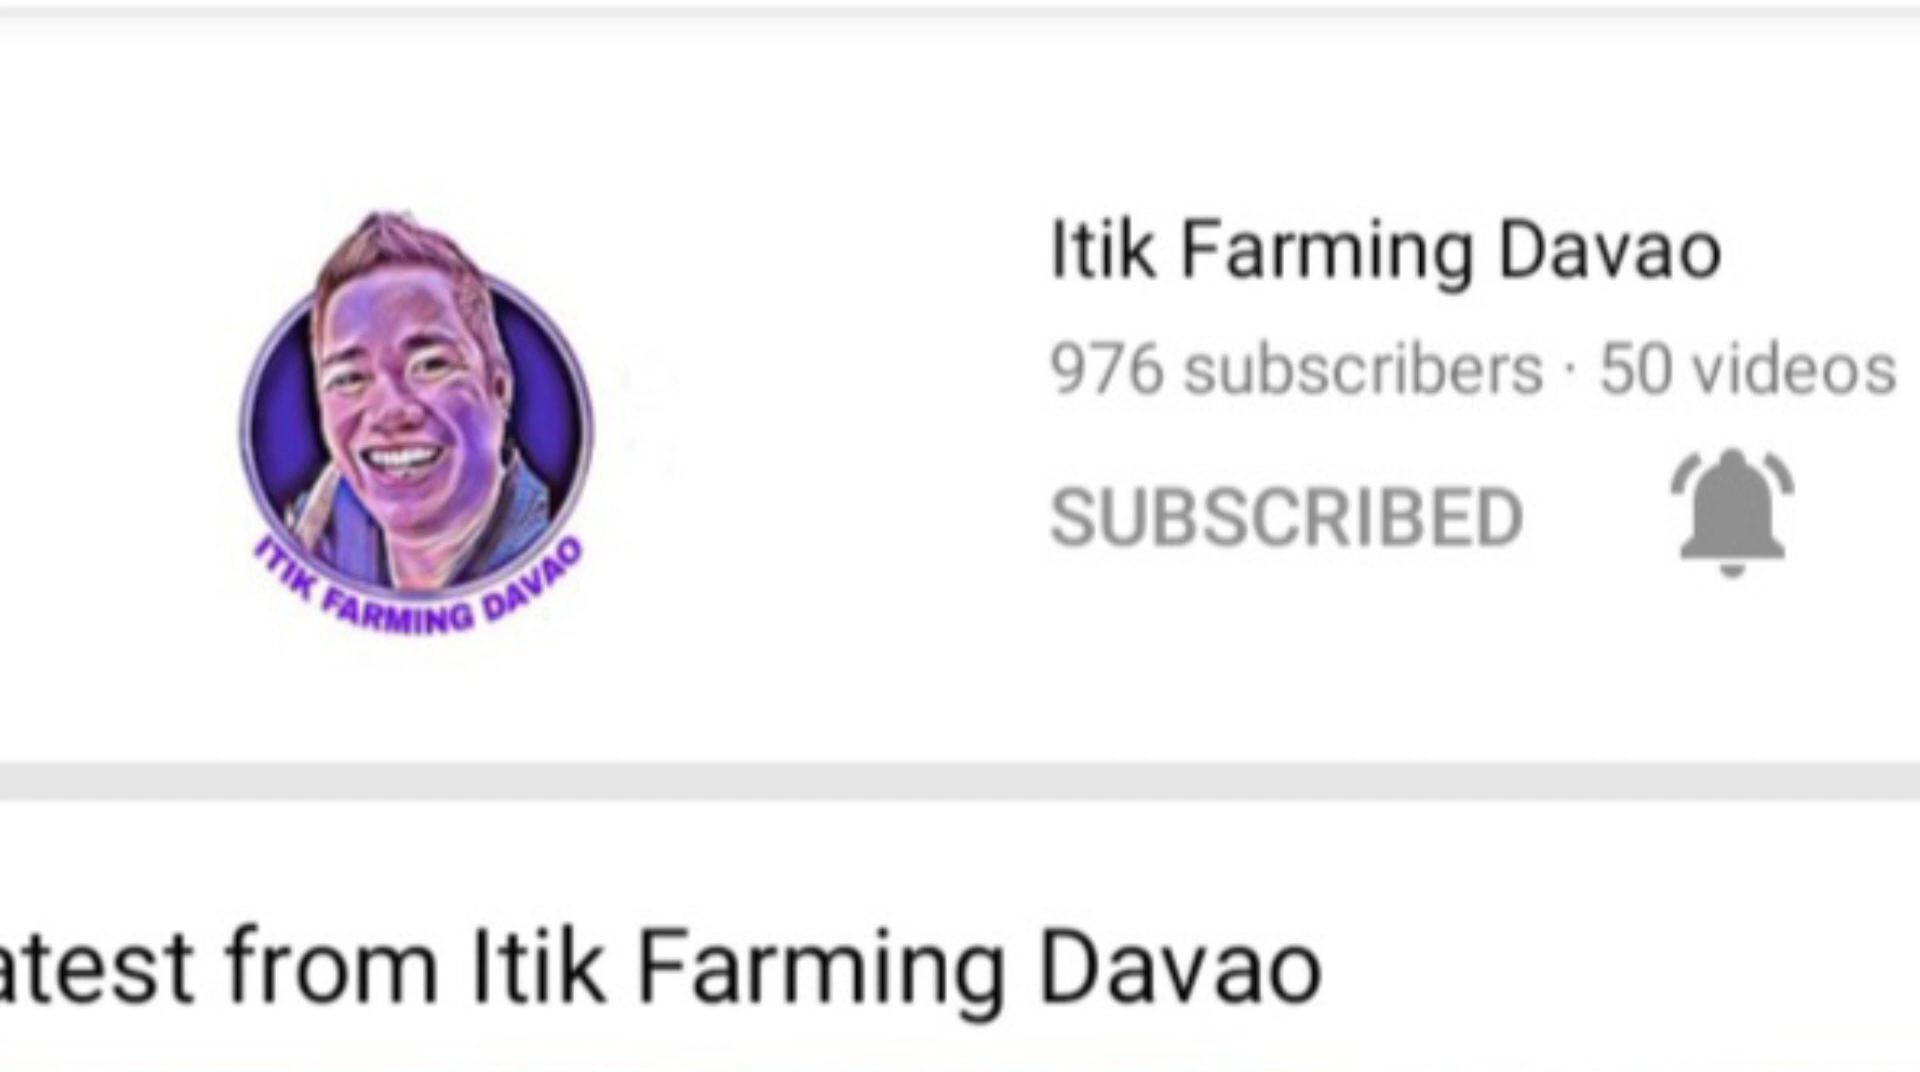 Itik Farming Davao
976 subscribers · 50 videos
SUBSCRIBED
ITIK FARMING DAVAO
atest from Itik Farming Davao